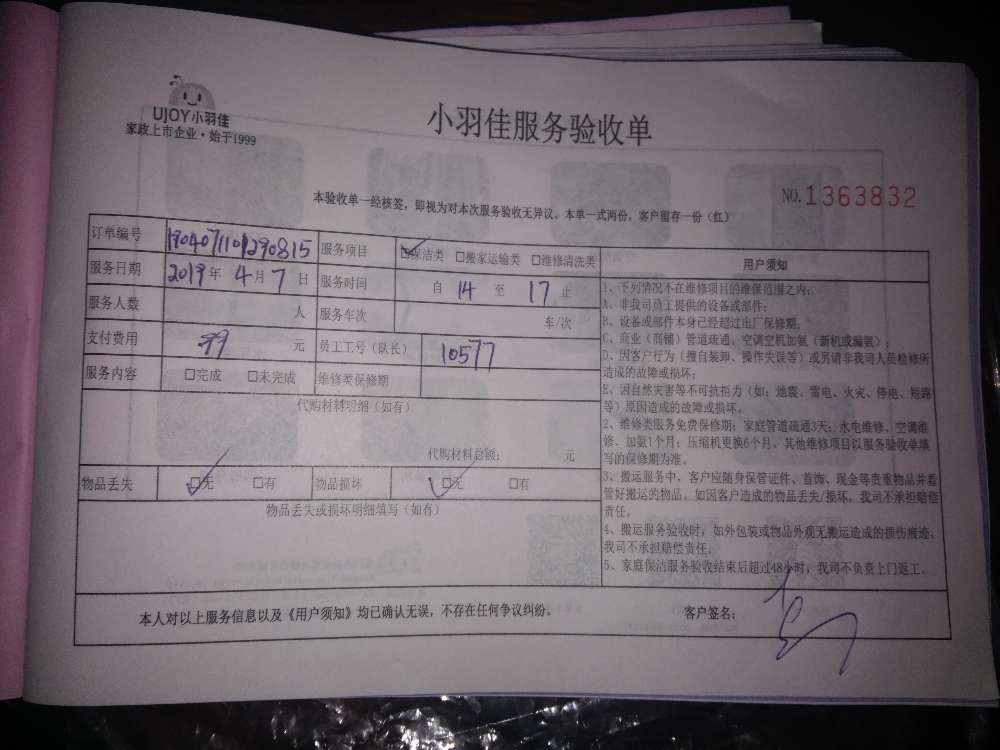 UJOY小羽佳
家政上市企业·始于1999
小羽佳服务验收单
NO.1363832
本验收单一经核签，即视为对本次服务验收无异议。本单一式两份，客户留存一份（红）
订单编号 1904071101290815 服务项目 ☑保洁类 □搬家运输类 □维修清洗类
服务日期 2019年4月7日 服务时间 自14至17止
服务人数 人 服务车次 车/次
支付费用 元 员工工号（队长） 10577
服务内容 □完成 □未完成 维修类保修期
代购材料明细（如有）
代购材料总额： 元
物品丢失 ☑无 □有 物品损坏 ☑无 □有
物品丢失或损坏明细填写（如有）
用户须知
1、下列情况不在维修项目的维保范围之内：
A、非我司员工提供的设备或部件；
B、设备或部件本身已经超过出厂保修期；
C、商业（商铺）管道疏通、空调空机加氨（新机或漏氨）；
D、因客户行为（擅自装卸、操作失误等）或另请非我司人员检修所
造成的故障或损坏；
E、因自然灾害等不可抗拒力（如：地震、雷电、火灾、停电、短路
等）原因造成的故障或损坏。
2、维修类服务免费保修期：家庭管道疏通3天；水电维修、空调维
修、加氨1个月；压缩机更换6个月。其他维修项目以服务验收单填
写的保修期为准。
3、搬运服务中，客户应随身保管证件、首饰、现金等贵重物品并看
管好搬运的物品。如因客户造成的物品丢失/损坏，我司不承担赔偿
责任。
4、搬运服务验收时，如外包装或物品外观无搬运造成的损伤痕迹，
我司不承担赔偿责任。
5、家庭保洁服务验收结束后超过48小时，我司不负责上门返工。
本人对以上服务信息以及《用户须知》均已确认无误，不存在任何争议纠纷。 客户签名：